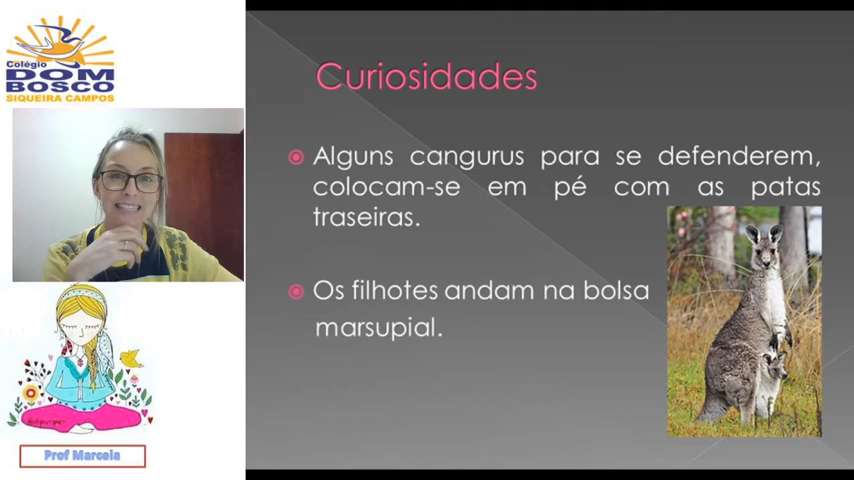 Colégio
DOM
BOSCO
SIQUEIRA CAMPOS
Prof Marcela
Curiosidades
Alguns cangurus para se defenderem,
colocam-se em pé com as patas
traseiras.
Os filhotes andam na bolsa
marsupial.